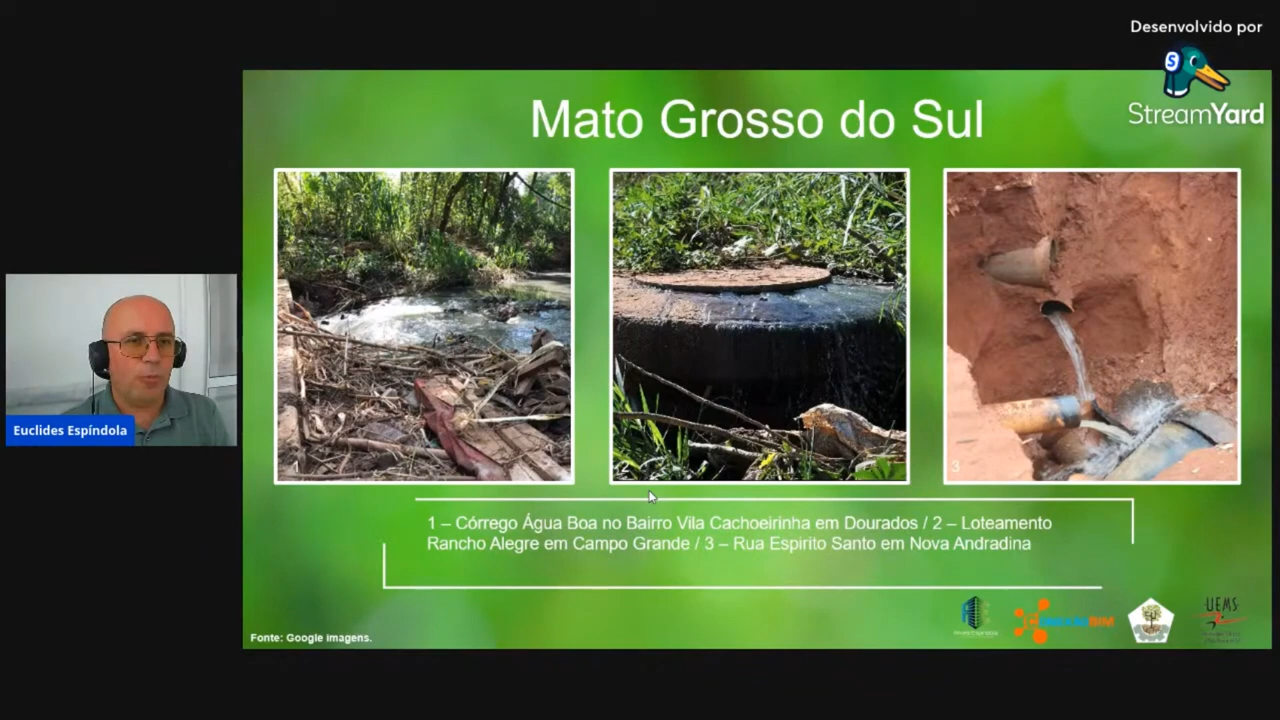 Desenvolvido por
StreamYard
Mato Grosso do Sul
3
Euclides Espíndola
1 – Córrego Água Boa no Bairro Vila Cachoeirinha em Dourados / 2 – Loteamento
Rancho Alegre em Campo Grande / 3 – Rua Espirito Santo em Nova Andradina
UEMS
Fonte: Google imagens.